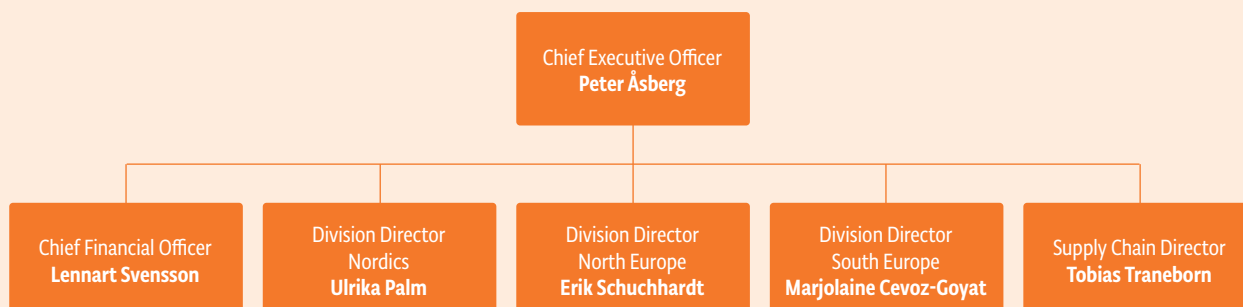 Chief Executive Officer
Peter Åsberg
Chief Financial Officer
Lennart Svensson
Division Director
Nordics
Ulrika Palm
Division Director
North Europe
Erik Schuchhardt
Division Director
South Europe
Marjolaine Cevoz-Goyat
Supply Chain Director
Tobias Traneborn